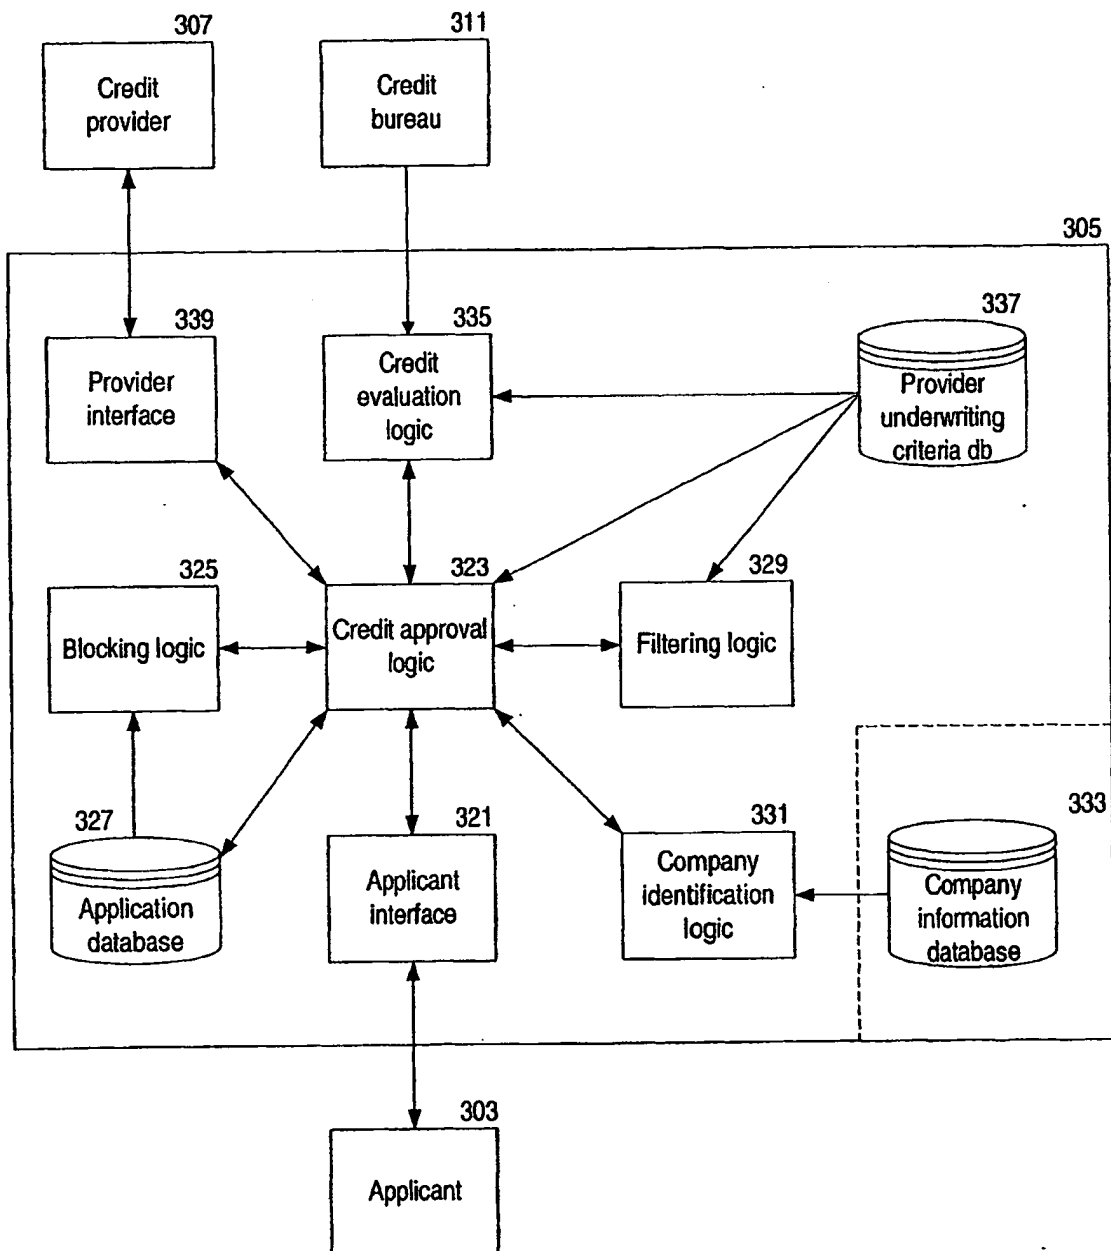 307
Credit
provider
311
Credit
bureau
305
339
Provider
interface
335
Credit
evaluation
logic
337
Provider
underwriting
criteria db
325
Blocking logic
323
Credit approval
logic
329
Filtering logic
327
Application
database
321
Applicant
interface
331
Company
identification
logic
333
Company
information
database
303
Applicant